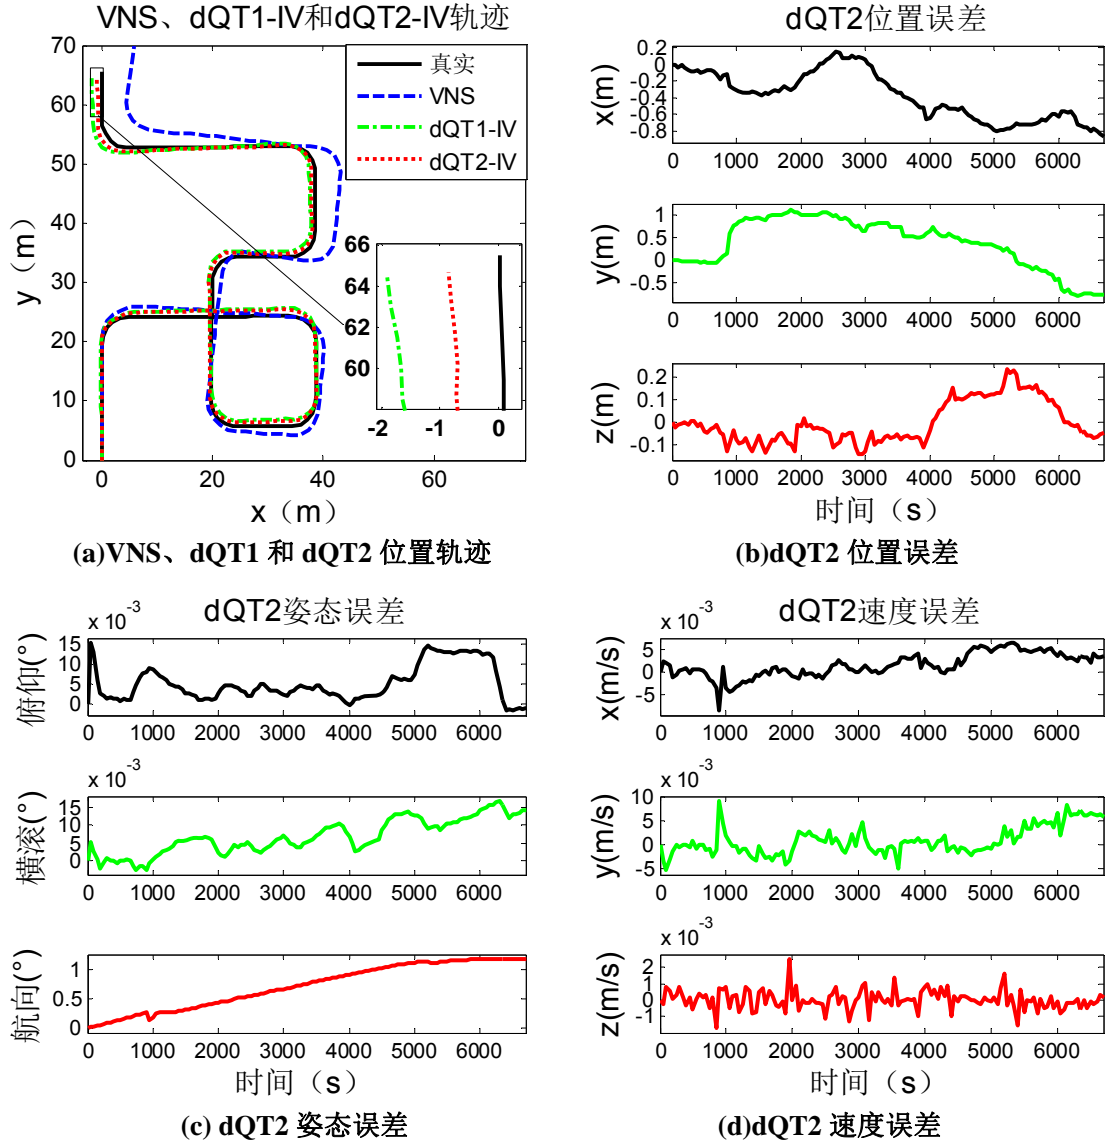 VNS、dQT1-IV和dQT2-IV轨迹
70
60
50
40
30
20
10
0
y（m）
真实
VNS
dQT1-IV
dQT2-IV
66
64
62
60
-2 -1 0
0 20 40 60
x（m）
(a)VNS、dQT1 和 dQT2 位置轨迹
dQT2位置误差
0.2
0
-0.2
-0.4
-0.6
-0.8
x(m)
0 1000 2000 3000 4000 5000 6000
1
0.5
0
-0.5
y(m)
0 1000 2000 3000 4000 5000 6000
0.2
0.1
0
-0.1
z(m)
0 1000 2000 3000 4000 5000 6000
时间（s）
(b)dQT2 位置误差
dQT2姿态误差
x 10⁻³
15
10
5
0
俯仰(°)
0 1000 2000 3000 4000 5000 6000
x 10⁻³
15
10
5
0
横滚(°)
0 1000 2000 3000 4000 5000 6000
1
0.5
0
航向(°)
0 1000 2000 3000 4000 5000 6000
时间（s）
(c) dQT2 姿态误差
dQT2速度误差
x 10⁻³
5
0
-5
x(m/s)
0 1000 2000 3000 4000 5000 6000
x 10⁻³
10
5
0
-5
y(m/s)
0 1000 2000 3000 4000 5000 6000
x 10⁻³
2
1
0
-1
z(m/s)
0 1000 2000 3000 4000 5000 6000
时间（s）
(d)dQT2 速度误差